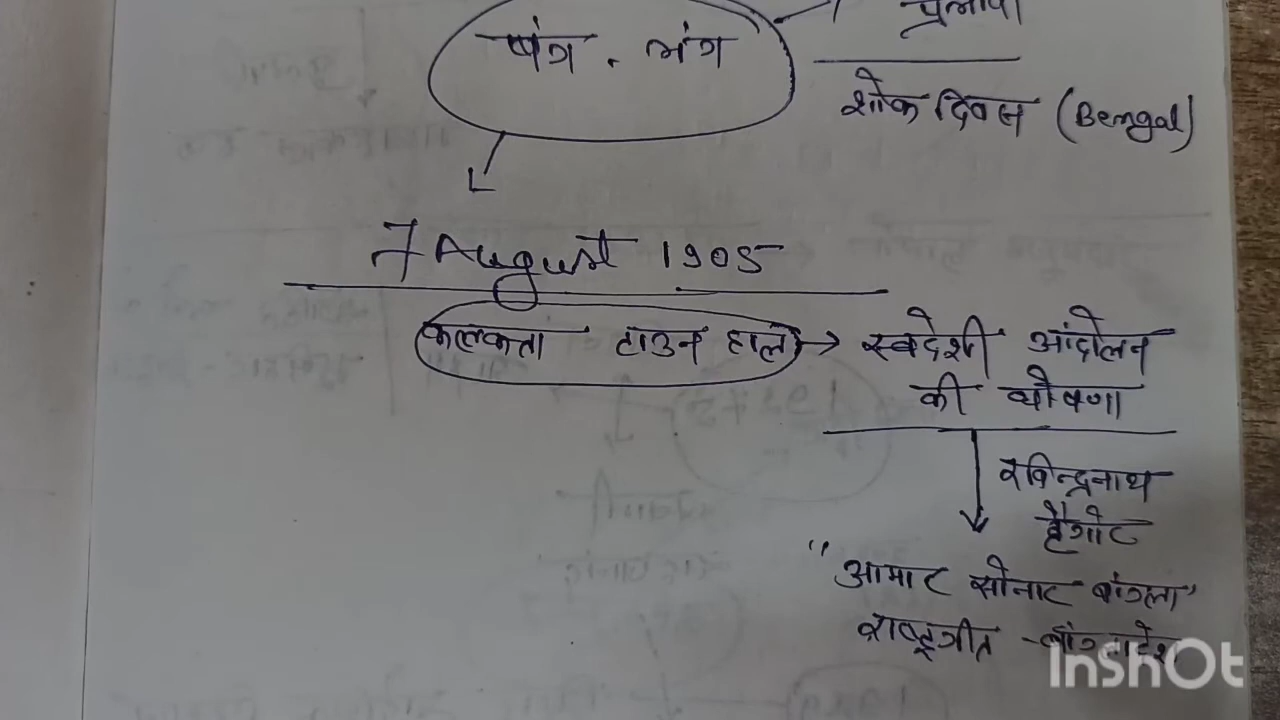 बंग . भंग
शोक दिवस (Bengal)
7 August 1905
कलकता टाउन हाल → स्वदेशी आंदोलन
की घोषणा
रविन्द्रनाथ
टैगोर
"आमार सोनार बांग्ला"
राष्ट्रगीत - बांग्लादेश
InShOt